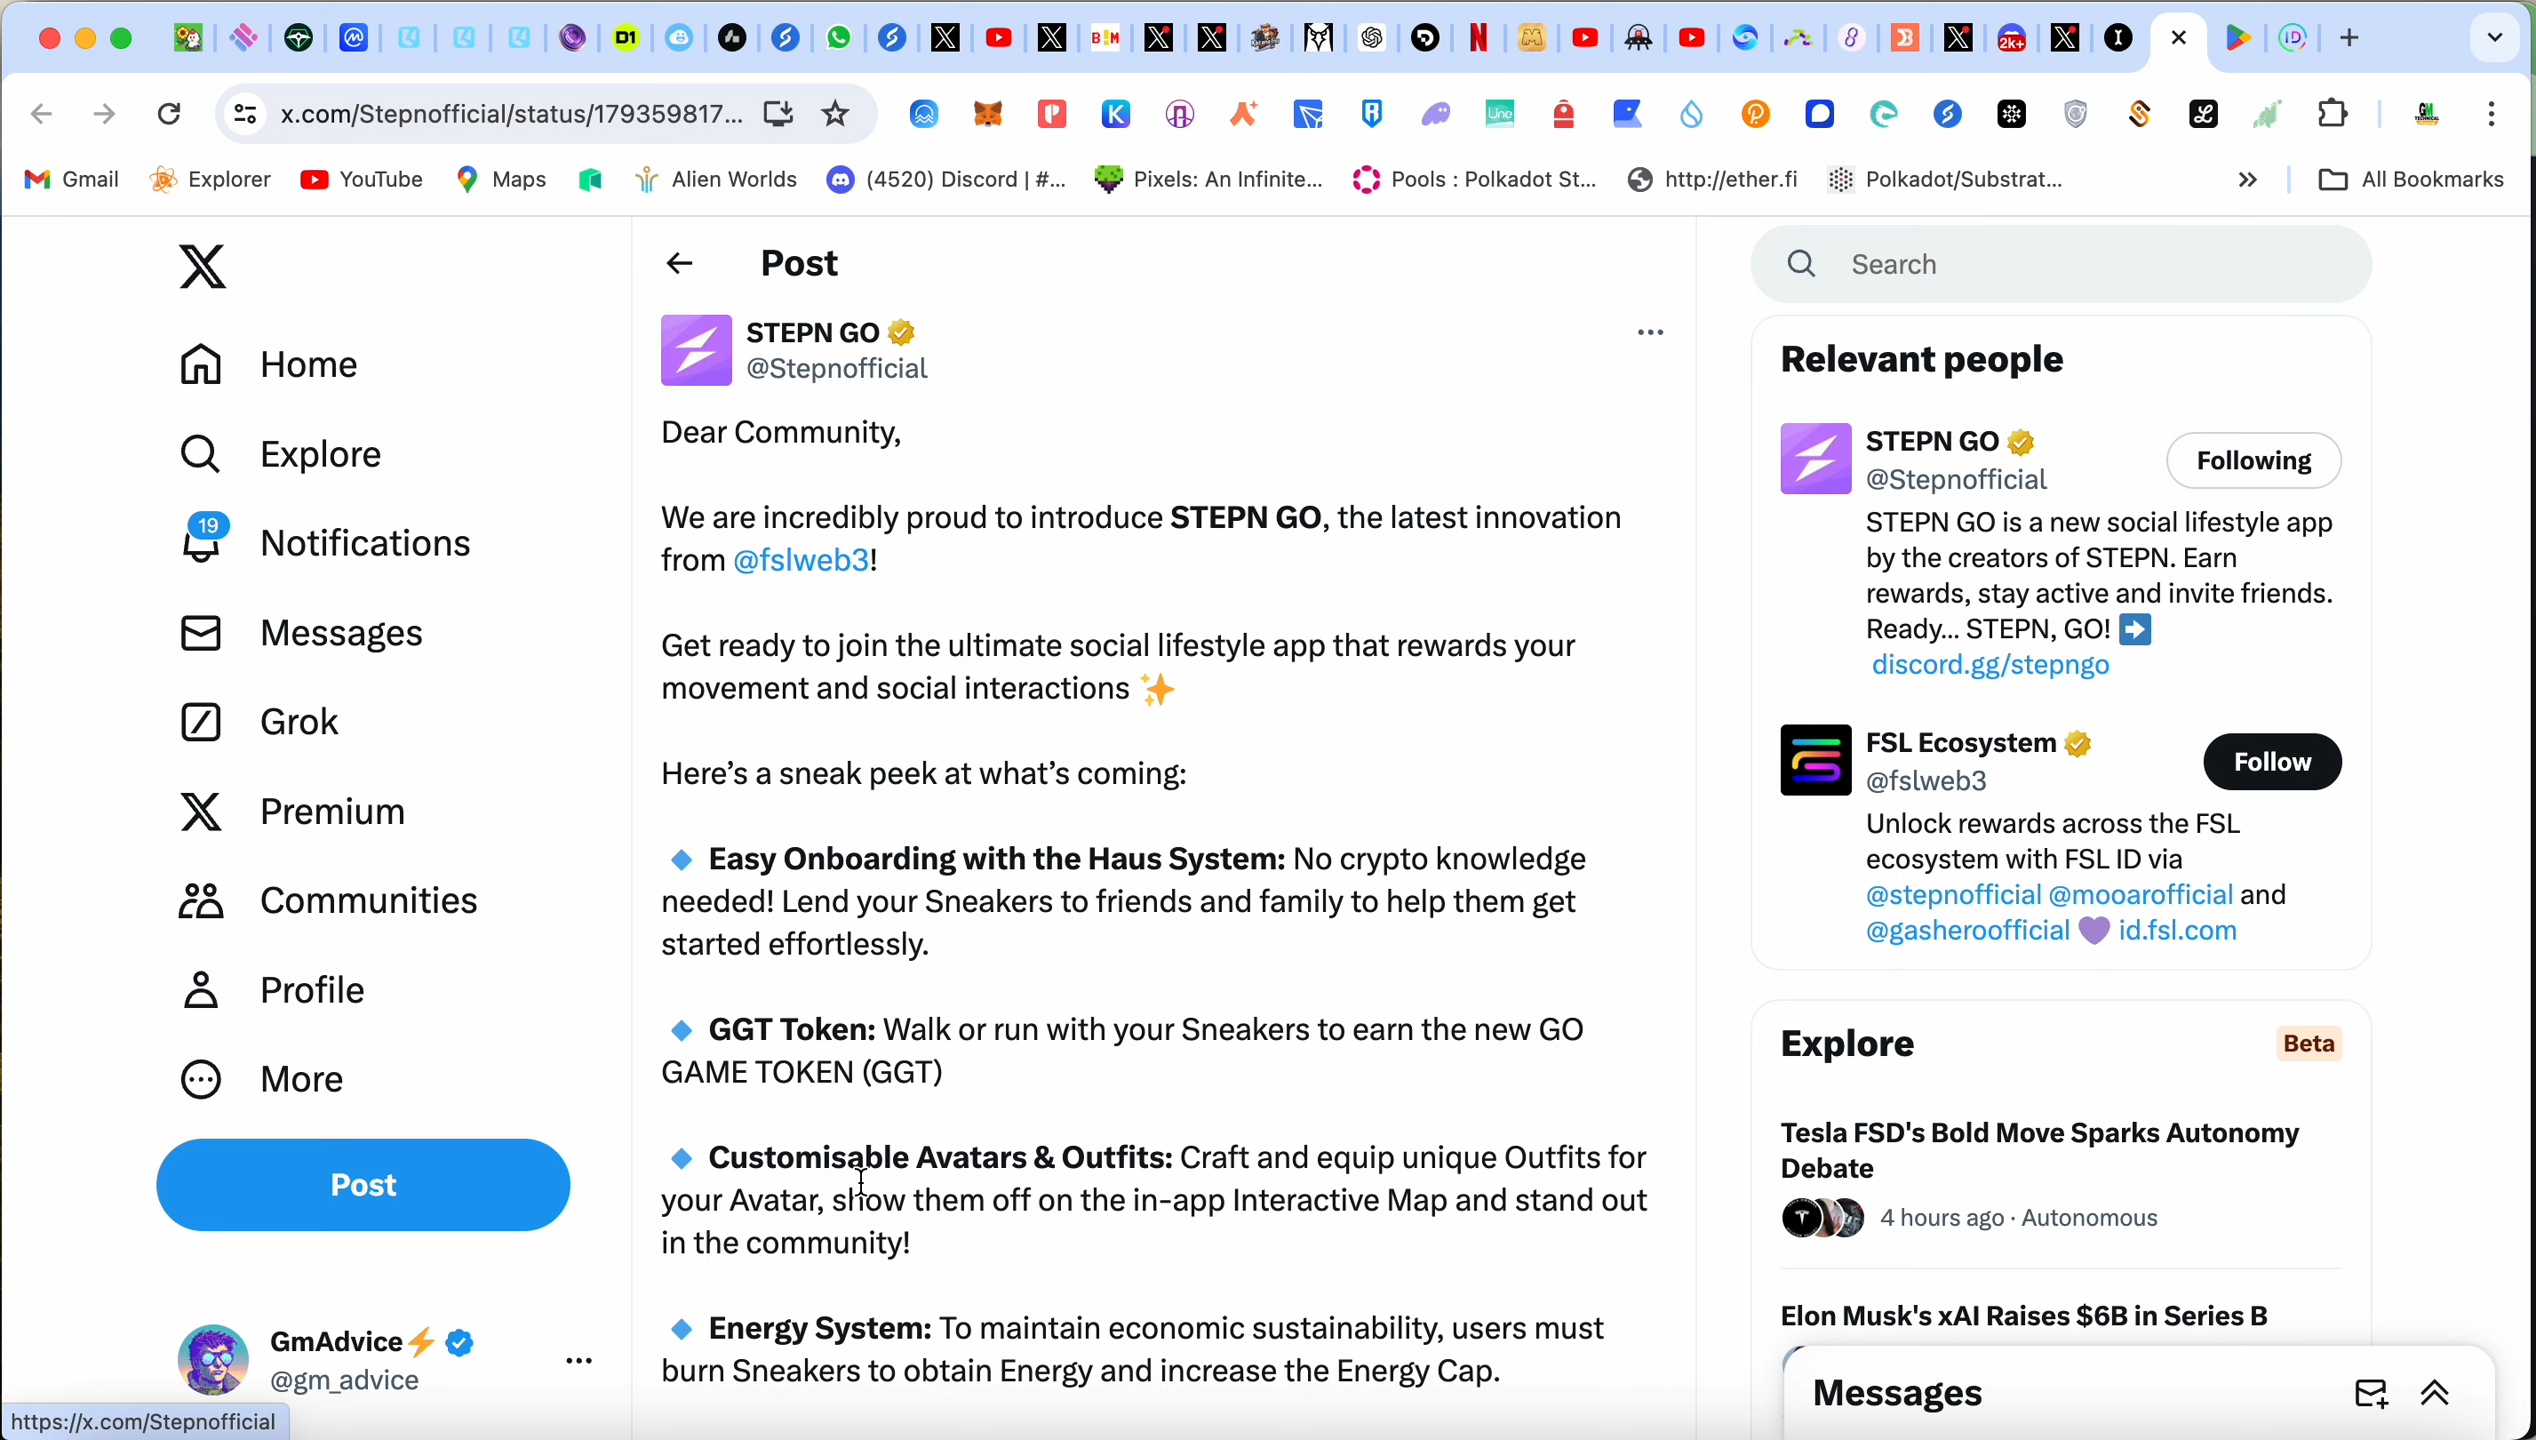 D1
B::M
2k+
ID
x.com/Stepnofficial/status/179359817...
Line
Gmail
Explorer
YouTube
Maps
Alien Worlds
(4520) Discord | #...
Pixels: An Infinite...
Pools : Polkadot St...
http://ether.fi
Polkadot/Substrat...
All Bookmarks
Home
Explore
19
Notifications
Messages
Grok
Premium
Communities
Profile
More
Post
GmAdvice⚡
@gm_advice
https://x.com/Stepnofficial
Post
STEPN GO
@Stepnofficial
Dear Community,
We are incredibly proud to introduce STEPN GO, the latest innovation
from @fslweb3!
Get ready to join the ultimate social lifestyle app that rewards your
movement and social interactions ✨
Here’s a sneak peek at what’s coming:
🔹 Easy Onboarding with the Haus System: No crypto knowledge
needed! Lend your Sneakers to friends and family to help them get
started effortlessly.
🔹 GGT Token: Walk or run with your Sneakers to earn the new GO
GAME TOKEN (GGT)
🔹 Customisable Avatars & Outfits: Craft and equip unique Outfits for
your Avatar, show them off on the in-app Interactive Map and stand out
in the community!
🔹 Energy System: To maintain economic sustainability, users must
burn Sneakers to obtain Energy and increase the Energy Cap.
Search
Relevant people
STEPN GO
@Stepnofficial
Following
STEPN GO is a new social lifestyle app
by the creators of STEPN. Earn
rewards, stay active and invite friends.
Ready... STEPN, GO! ➡️
discord.gg/stepngo
FSL Ecosystem
@fslweb3
Follow
Unlock rewards across the FSL
ecosystem with FSL ID via
@stepnofficial @mooarofficial and
@gasheroofficial 💜 id.fsl.com
Explore
Beta
Tesla FSD's Bold Move Sparks Autonomy
Debate
4 hours ago · Autonomous
Elon Musk's xAI Raises $6B in Series B
Messages